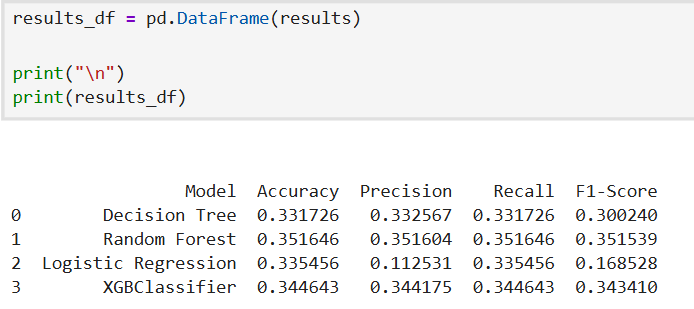 results_df = pd.DataFrame(results)
print("\n")
print(results_df)
Model Accuracy Precision Recall F1-Score
0 Decision Tree 0.331726 0.332567 0.331726 0.300240
1 Random Forest 0.351646 0.351604 0.351646 0.351539
2 Logistic Regression 0.335456 0.112531 0.335456 0.168528
3 XGBClassifier 0.344643 0.344175 0.344643 0.343410